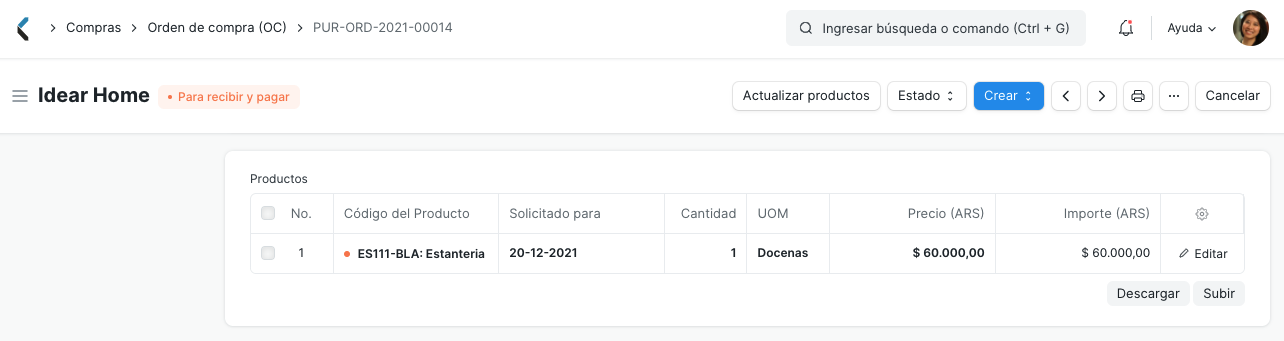 Compras Orden de compra (OC) PUR-ORD-2021-00014 Ingresar búsqueda o comando (Ctrl + G) Ayuda
Idear Home Para recibir y pagar Actualizar productos Estado Crear ... Cancelar
Productos
No. Código del Producto Solicitado para Cantidad UOM Precio (ARS) Importe (ARS)
1 ES111-BLA: Estanteria 20-12-2021 1 Docenas $ 60.000,00 $ 60.000,00 Editar
Descargar Subir